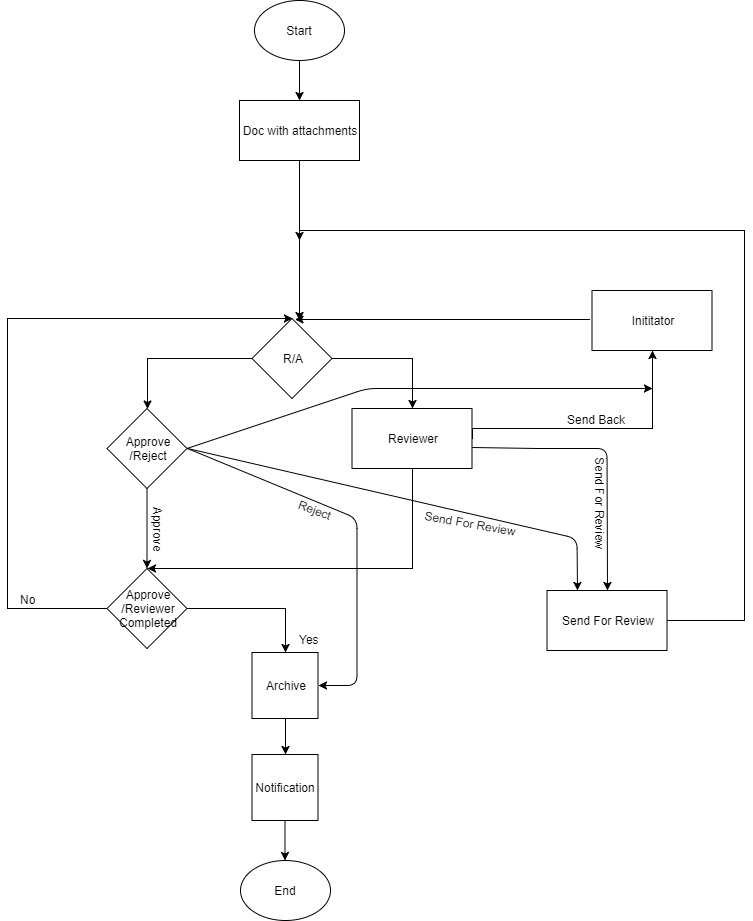 Start
Doc with attachments
Inititator
R/A
Send Back
Approve
/Reject
Reviewer
Send For Review
Reject
Send For Review
Approve
No
Approve
/Reviewer
Completed
Send For Review
Yes
Archive
Notification
End